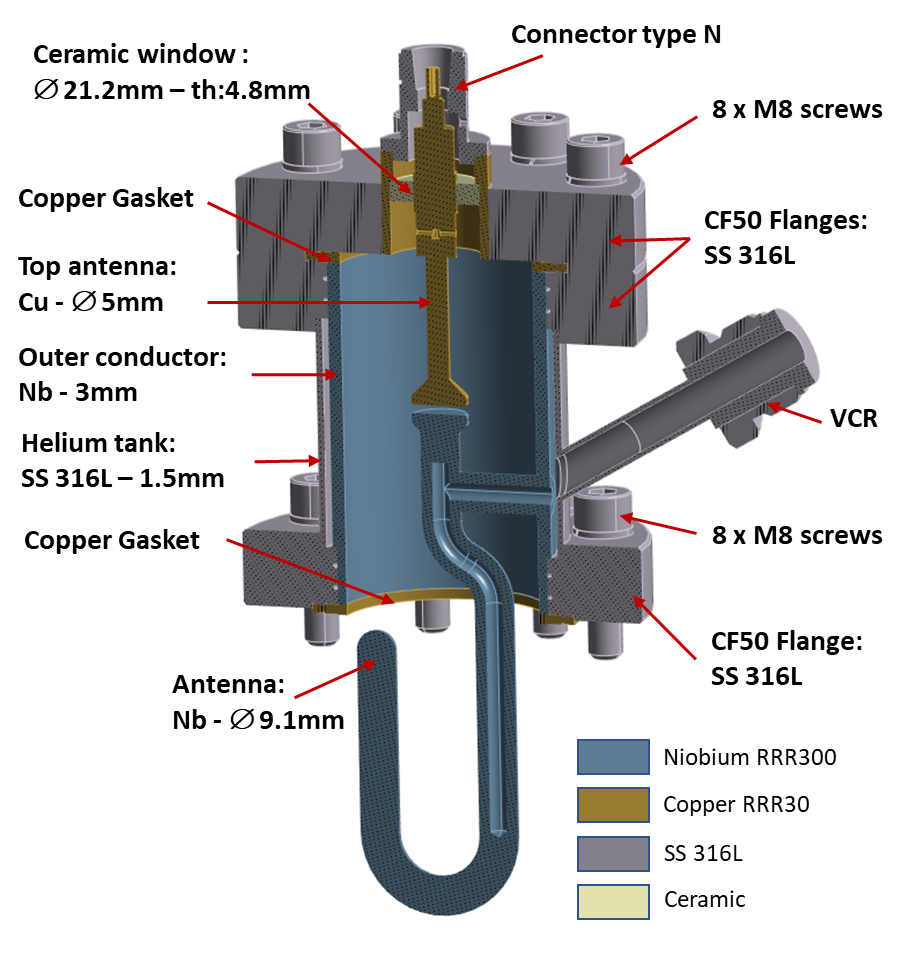 Connector type N
Ceramic window :
∅ 21.2mm – th:4.8mm
8 x M8 screws
Copper Gasket
CF50 Flanges:
SS 316L
Top antenna:
Cu - ∅ 5mm
Outer conductor:
Nb - 3mm
VCR
Helium tank:
SS 316L – 1.5mm
Copper Gasket
8 x M8 screws
CF50 Flange:
SS 316L
Antenna:
Nb - ∅ 9.1mm
Niobium RRR300
Copper RRR30
SS 316L
Ceramic